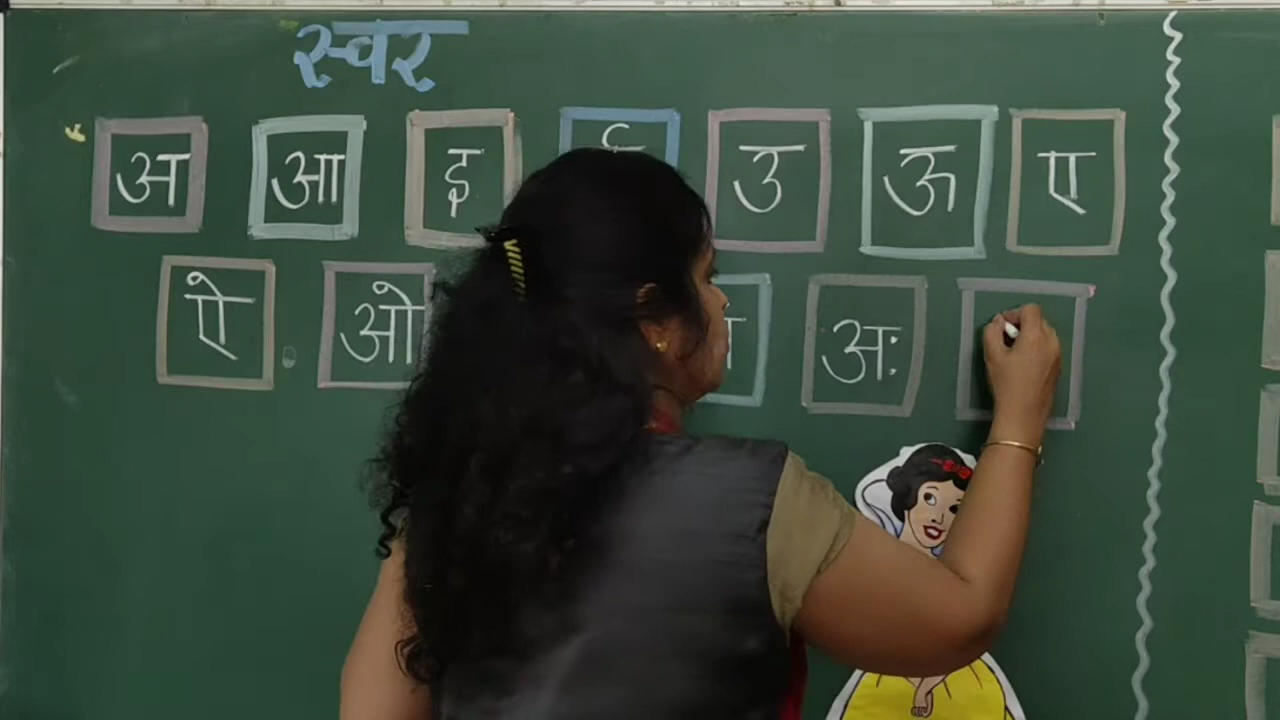 स्वर
अ आ इ उ ऊ ए
ऐ ओ अः